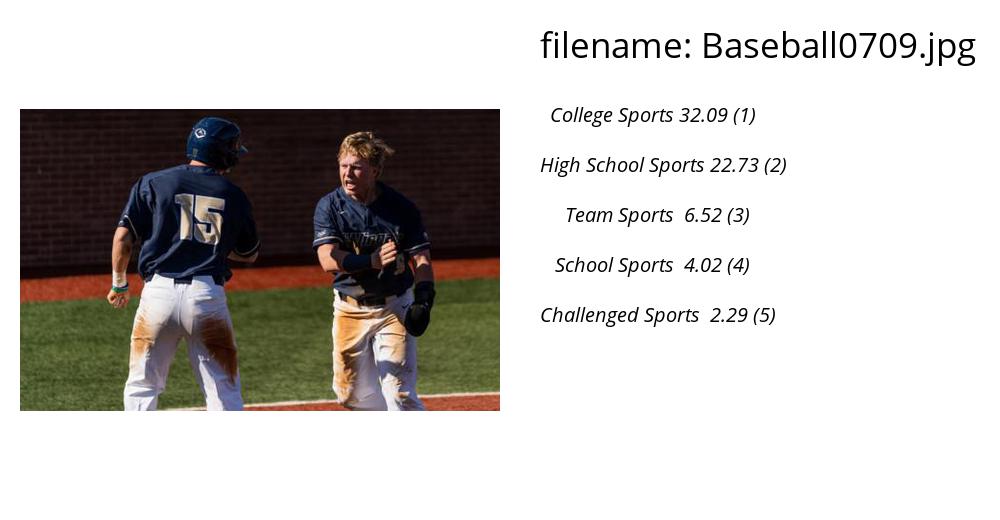 filename: Baseball0709.jpg
College Sports 32.09 (1)
High School Sports 22.73 (2)
Team Sports 6.52 (3)
School Sports 4.02 (4)
Challenged Sports 2.29 (5)
15